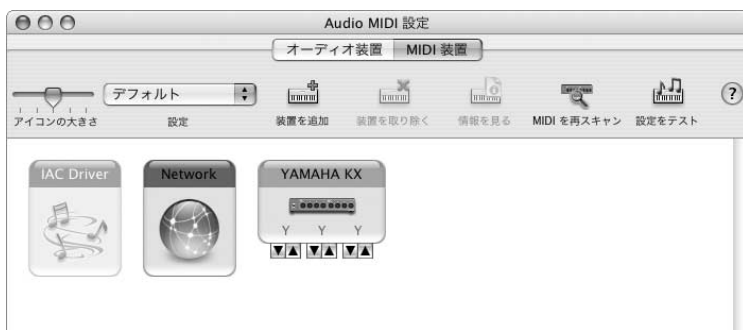 Audio MIDI 設定
オーディオ装置 MIDI 装置
デフォルト
アイコンの大きさ 設定 装置を追加 装置を取り除く 情報を見る MIDI を再スキャン 設定をテスト ?
IAC Driver Network YAMAHA KX
Y Y Y